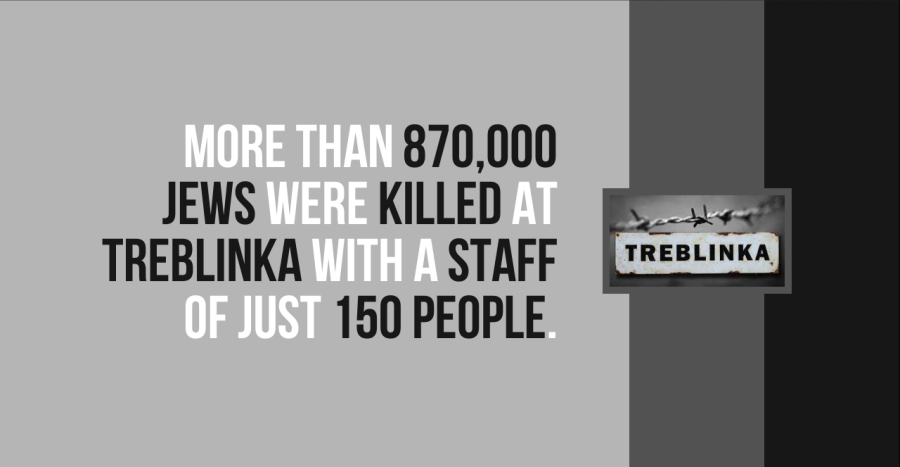 MORE THAN 870,000
JEWS WERE KILLED AT
TREBLINKA WITH A STAFF
OF JUST 150 PEOPLE.
TREBLINKA